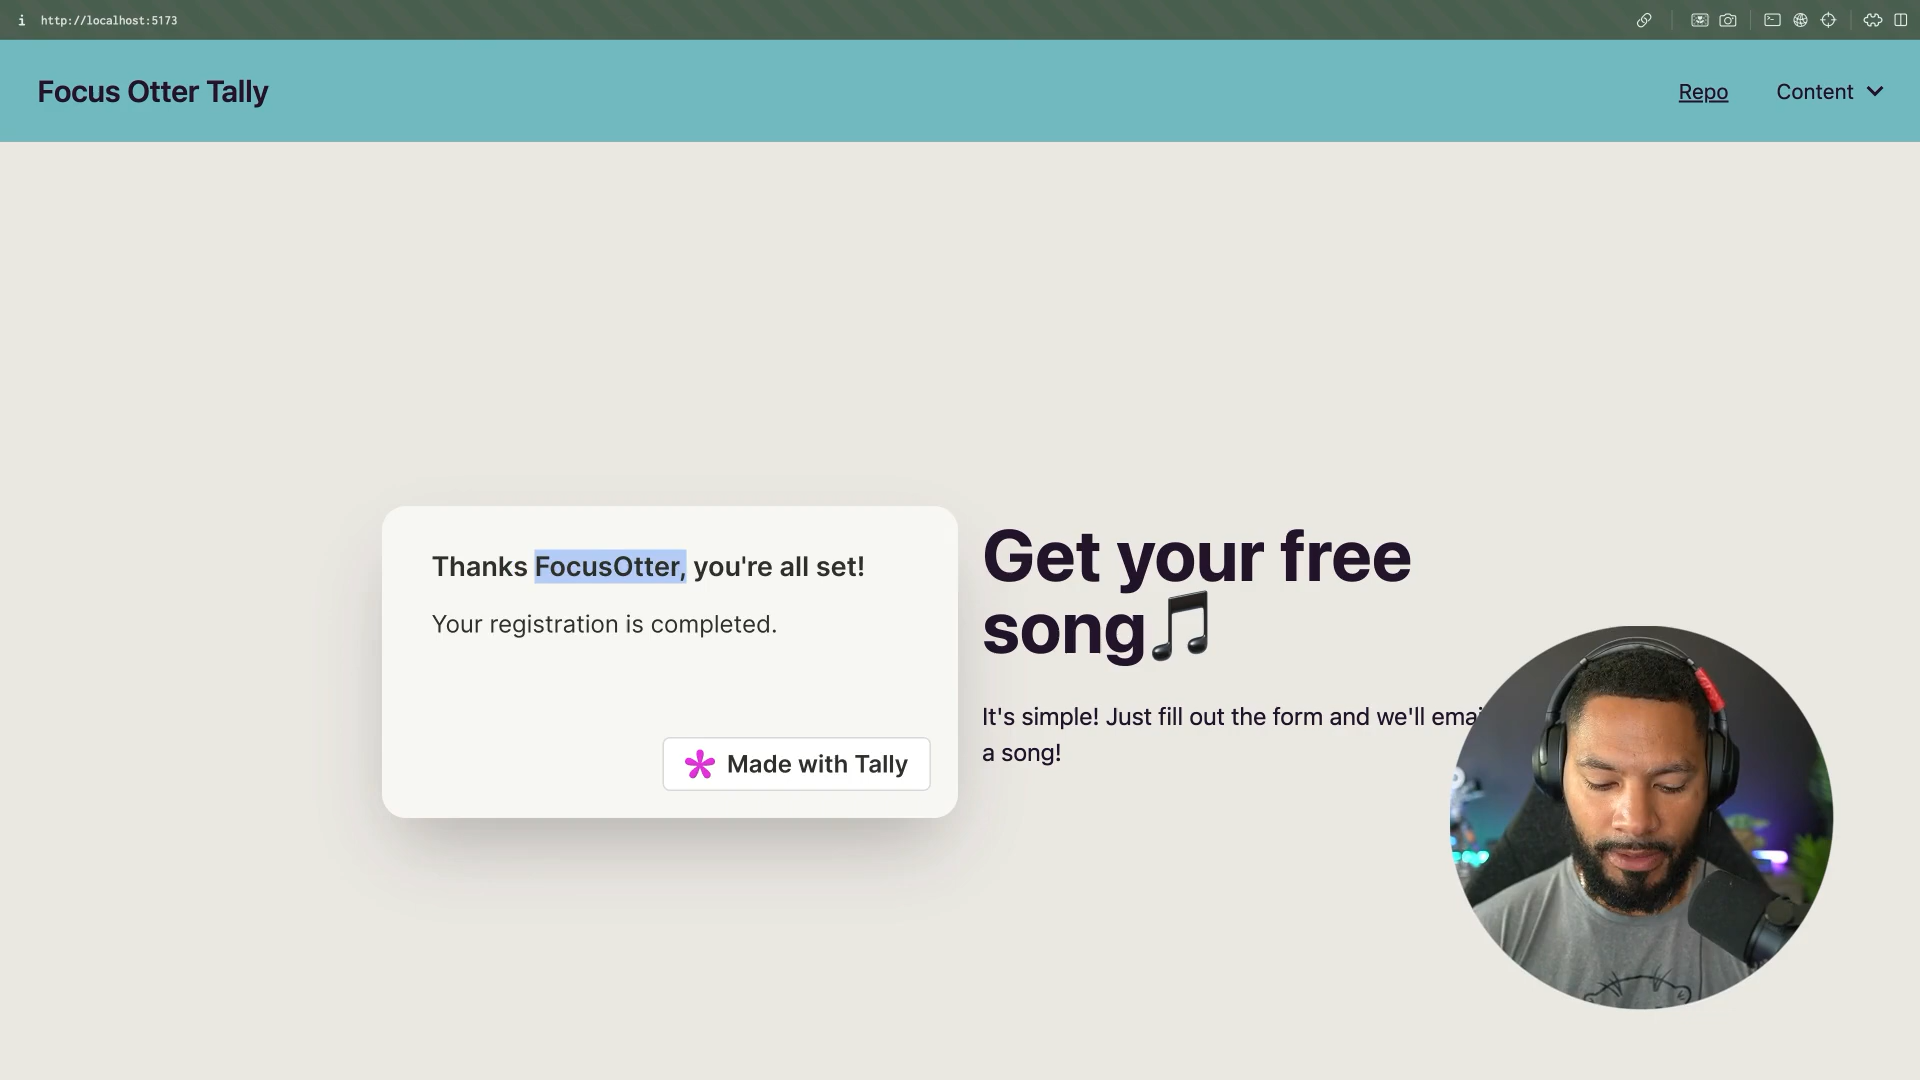 http://localhost:5173
Focus Otter Tally
Repo
Content
Thanks FocusOtter, you're all set!
Your registration is completed.
Made with Tally
Get your free
song🎵
It's simple! Just fill out the form and we'll
a song!